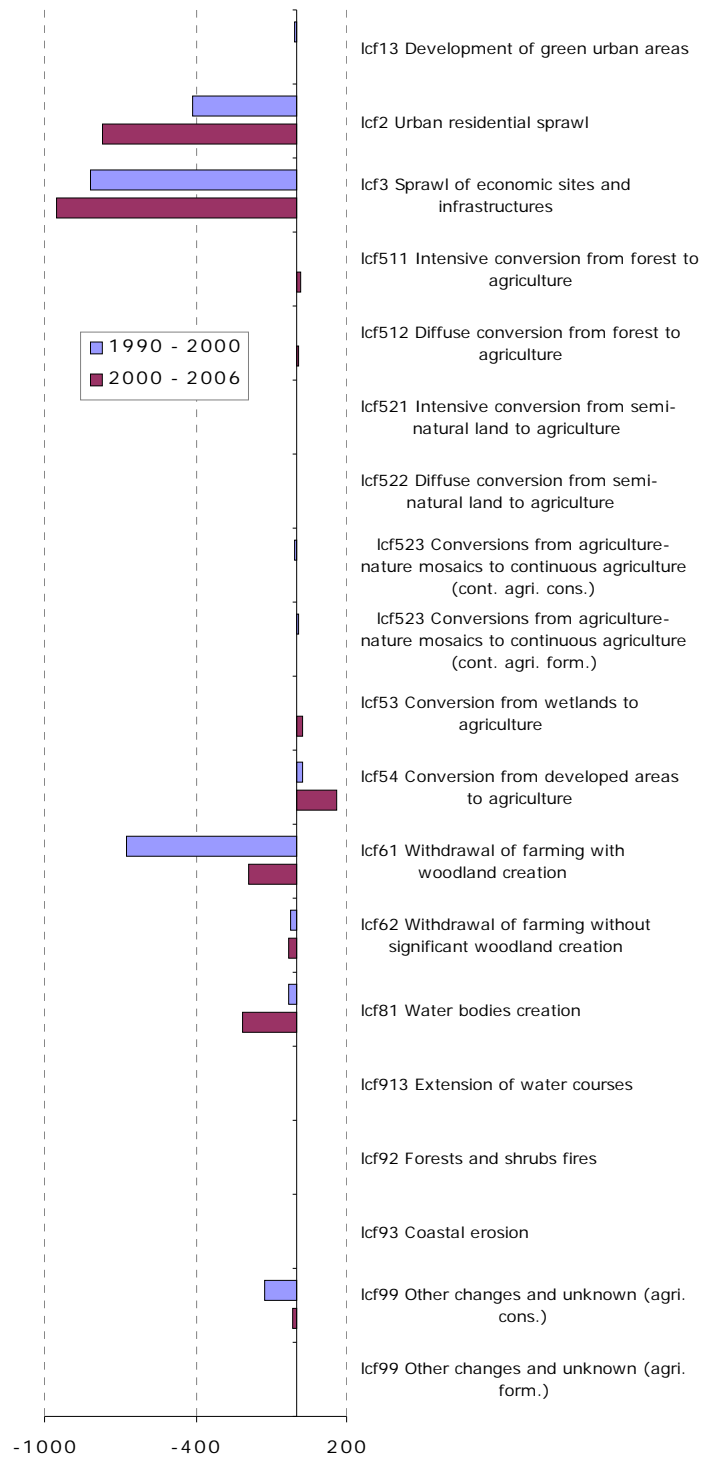 lcf13 Development of green urban areas
lcf2 Urban residential sprawl
lcf3 Sprawl of economic sites and
infrastructures
lcf511 Intensive conversion from forest to
agriculture
lcf512 Diffuse conversion from forest to
agriculture
1990 - 2000
2000 - 2006
lcf521 Intensive conversion from semi-
natural land to agriculture
lcf522 Diffuse conversion from semi-
natural land to agriculture
lcf523 Conversions from agriculture-
nature mosaics to continuous agriculture
(cont. agri. cons.)
lcf523 Conversions from agriculture-
nature mosaics to continuous agriculture
(cont. agri. form.)
lcf53 Conversion from wetlands to
agriculture
lcf54 Conversion from developed areas
to agriculture
lcf61 Withdrawal of farming with
woodland creation
lcf62 Withdrawal of farming without
significant woodland creation
lcf81 Water bodies creation
lcf913 Extension of water courses
lcf92 Forests and shrubs fires
lcf93 Coastal erosion
lcf99 Other changes and unknown (agri.
cons.)
lcf99 Other changes and unknown (agri.
form.)
-1000 -400 200